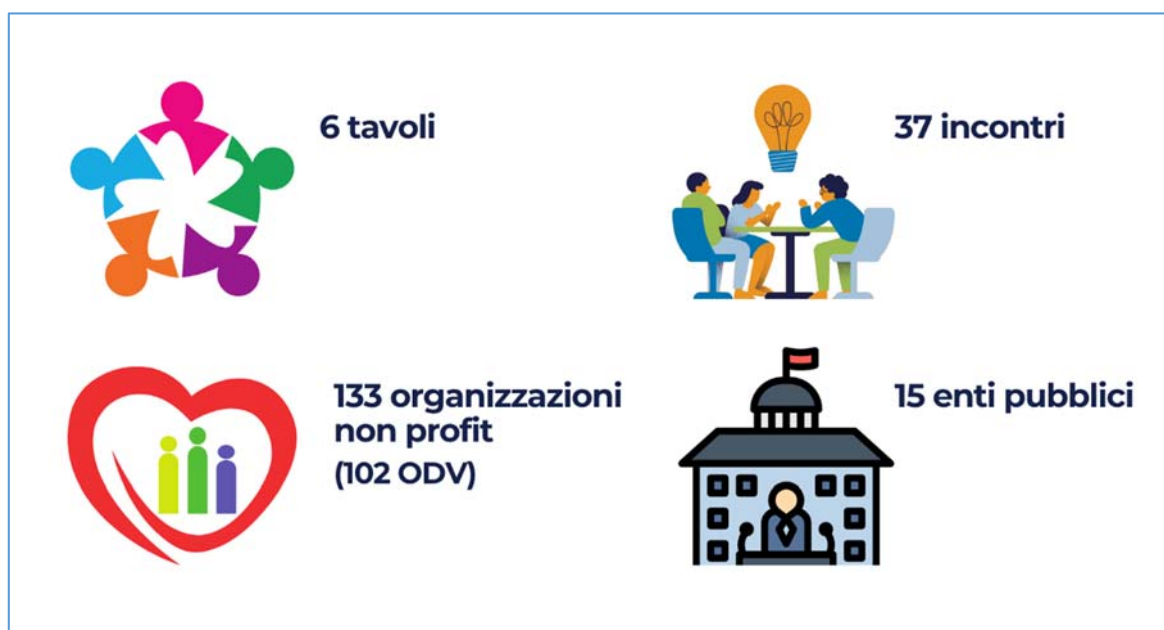 6 tavoli
37 incontri
133 organizzazioni
non profit
(102 ODV)
15 enti pubblici